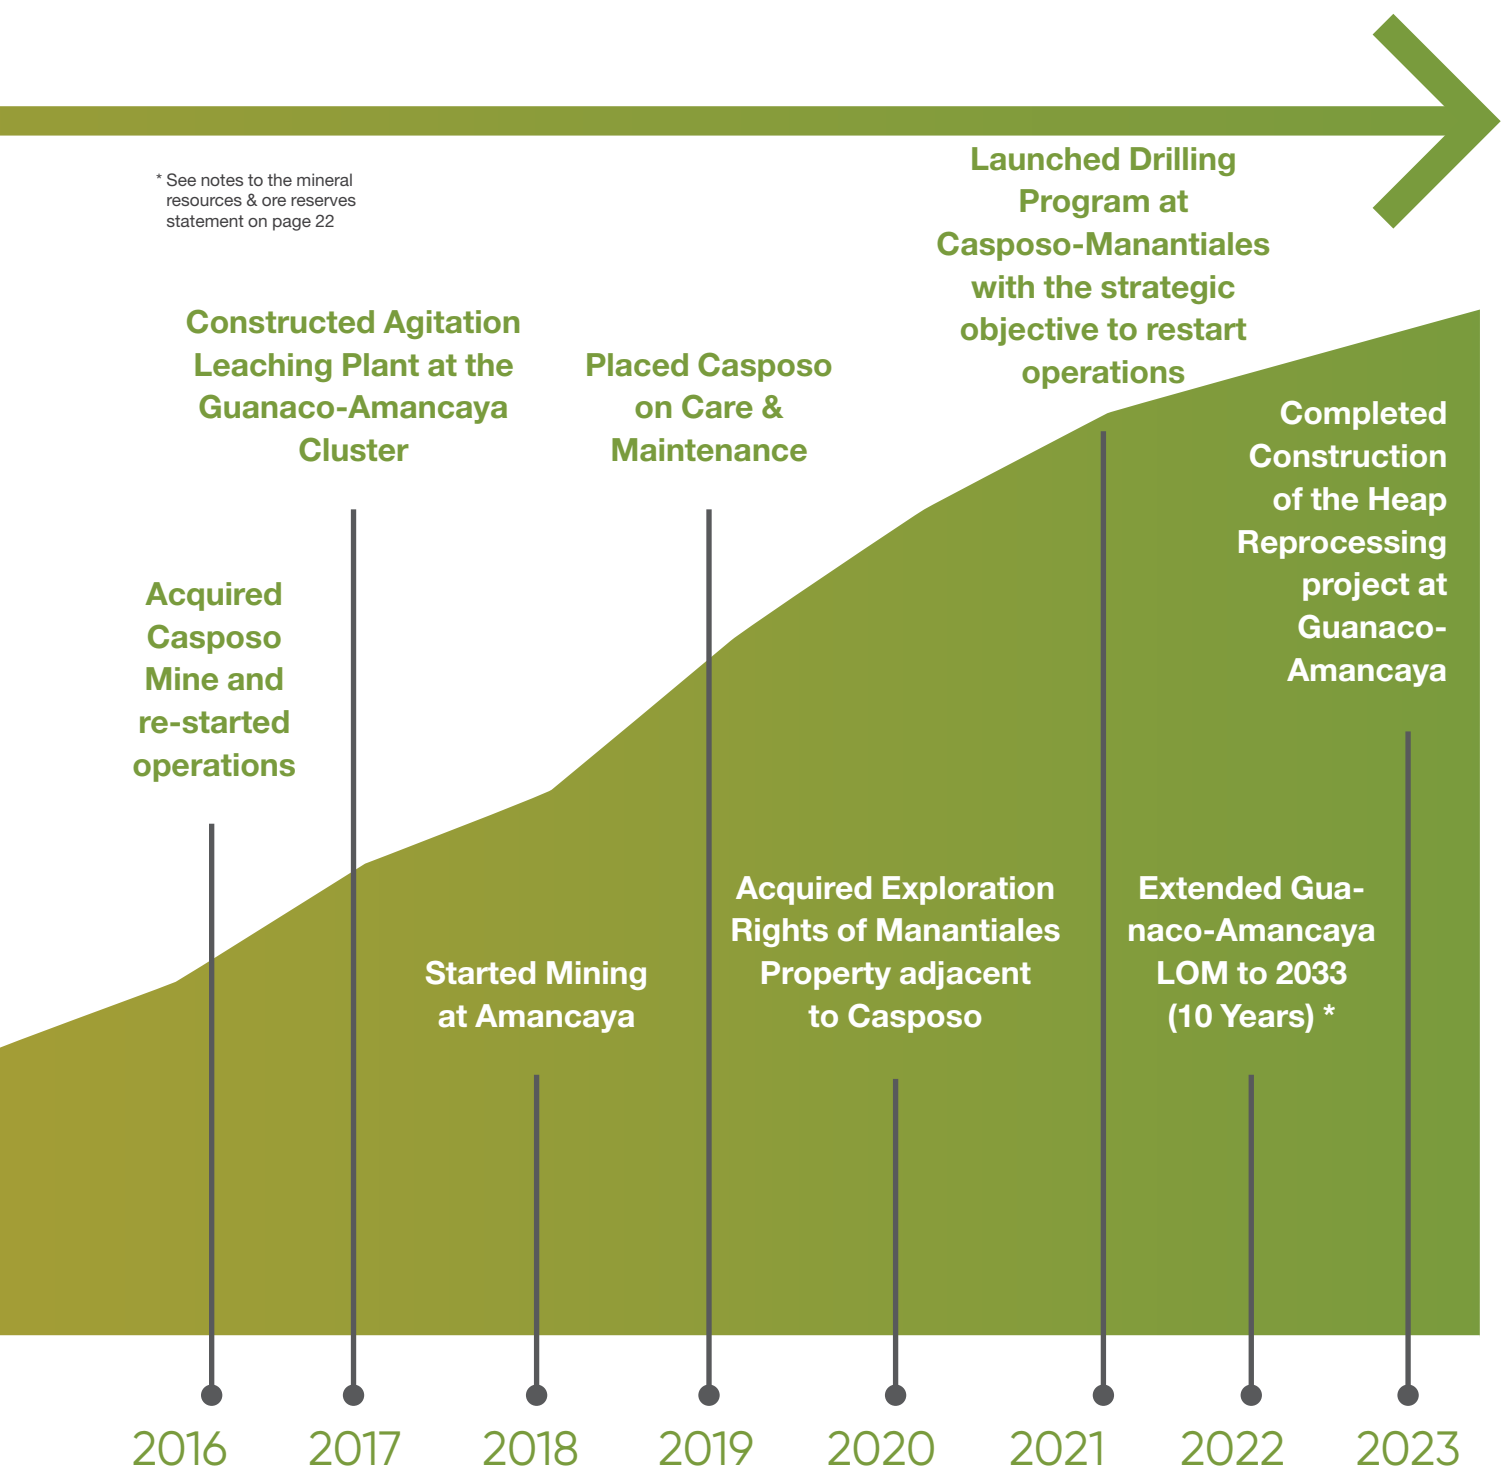 * See notes to the mineral
resources & ore reserves
statement on page 22
Acquired
Casposo
Mine and
re-started
operations
Constructed Agitation
Leaching Plant at the
Guanaco-Amancaya
Cluster
Started Mining
at Amancaya
Placed Casposo
on Care &
Maintenance
Acquired Exploration
Rights of Manantiales
Property adjacent
to Casposo
Launched Drilling
Program at
Casposo-Manantiales
with the strategic
objective to restart
operations
Extended Gua-
naco-Amancaya
LOM to 2033
(10 Years) *
Completed
Construction
of the Heap
Reprocessing
project at
Guanaco-
Amancaya
2016 2017 2018 2019 2020 2021 2022 2023